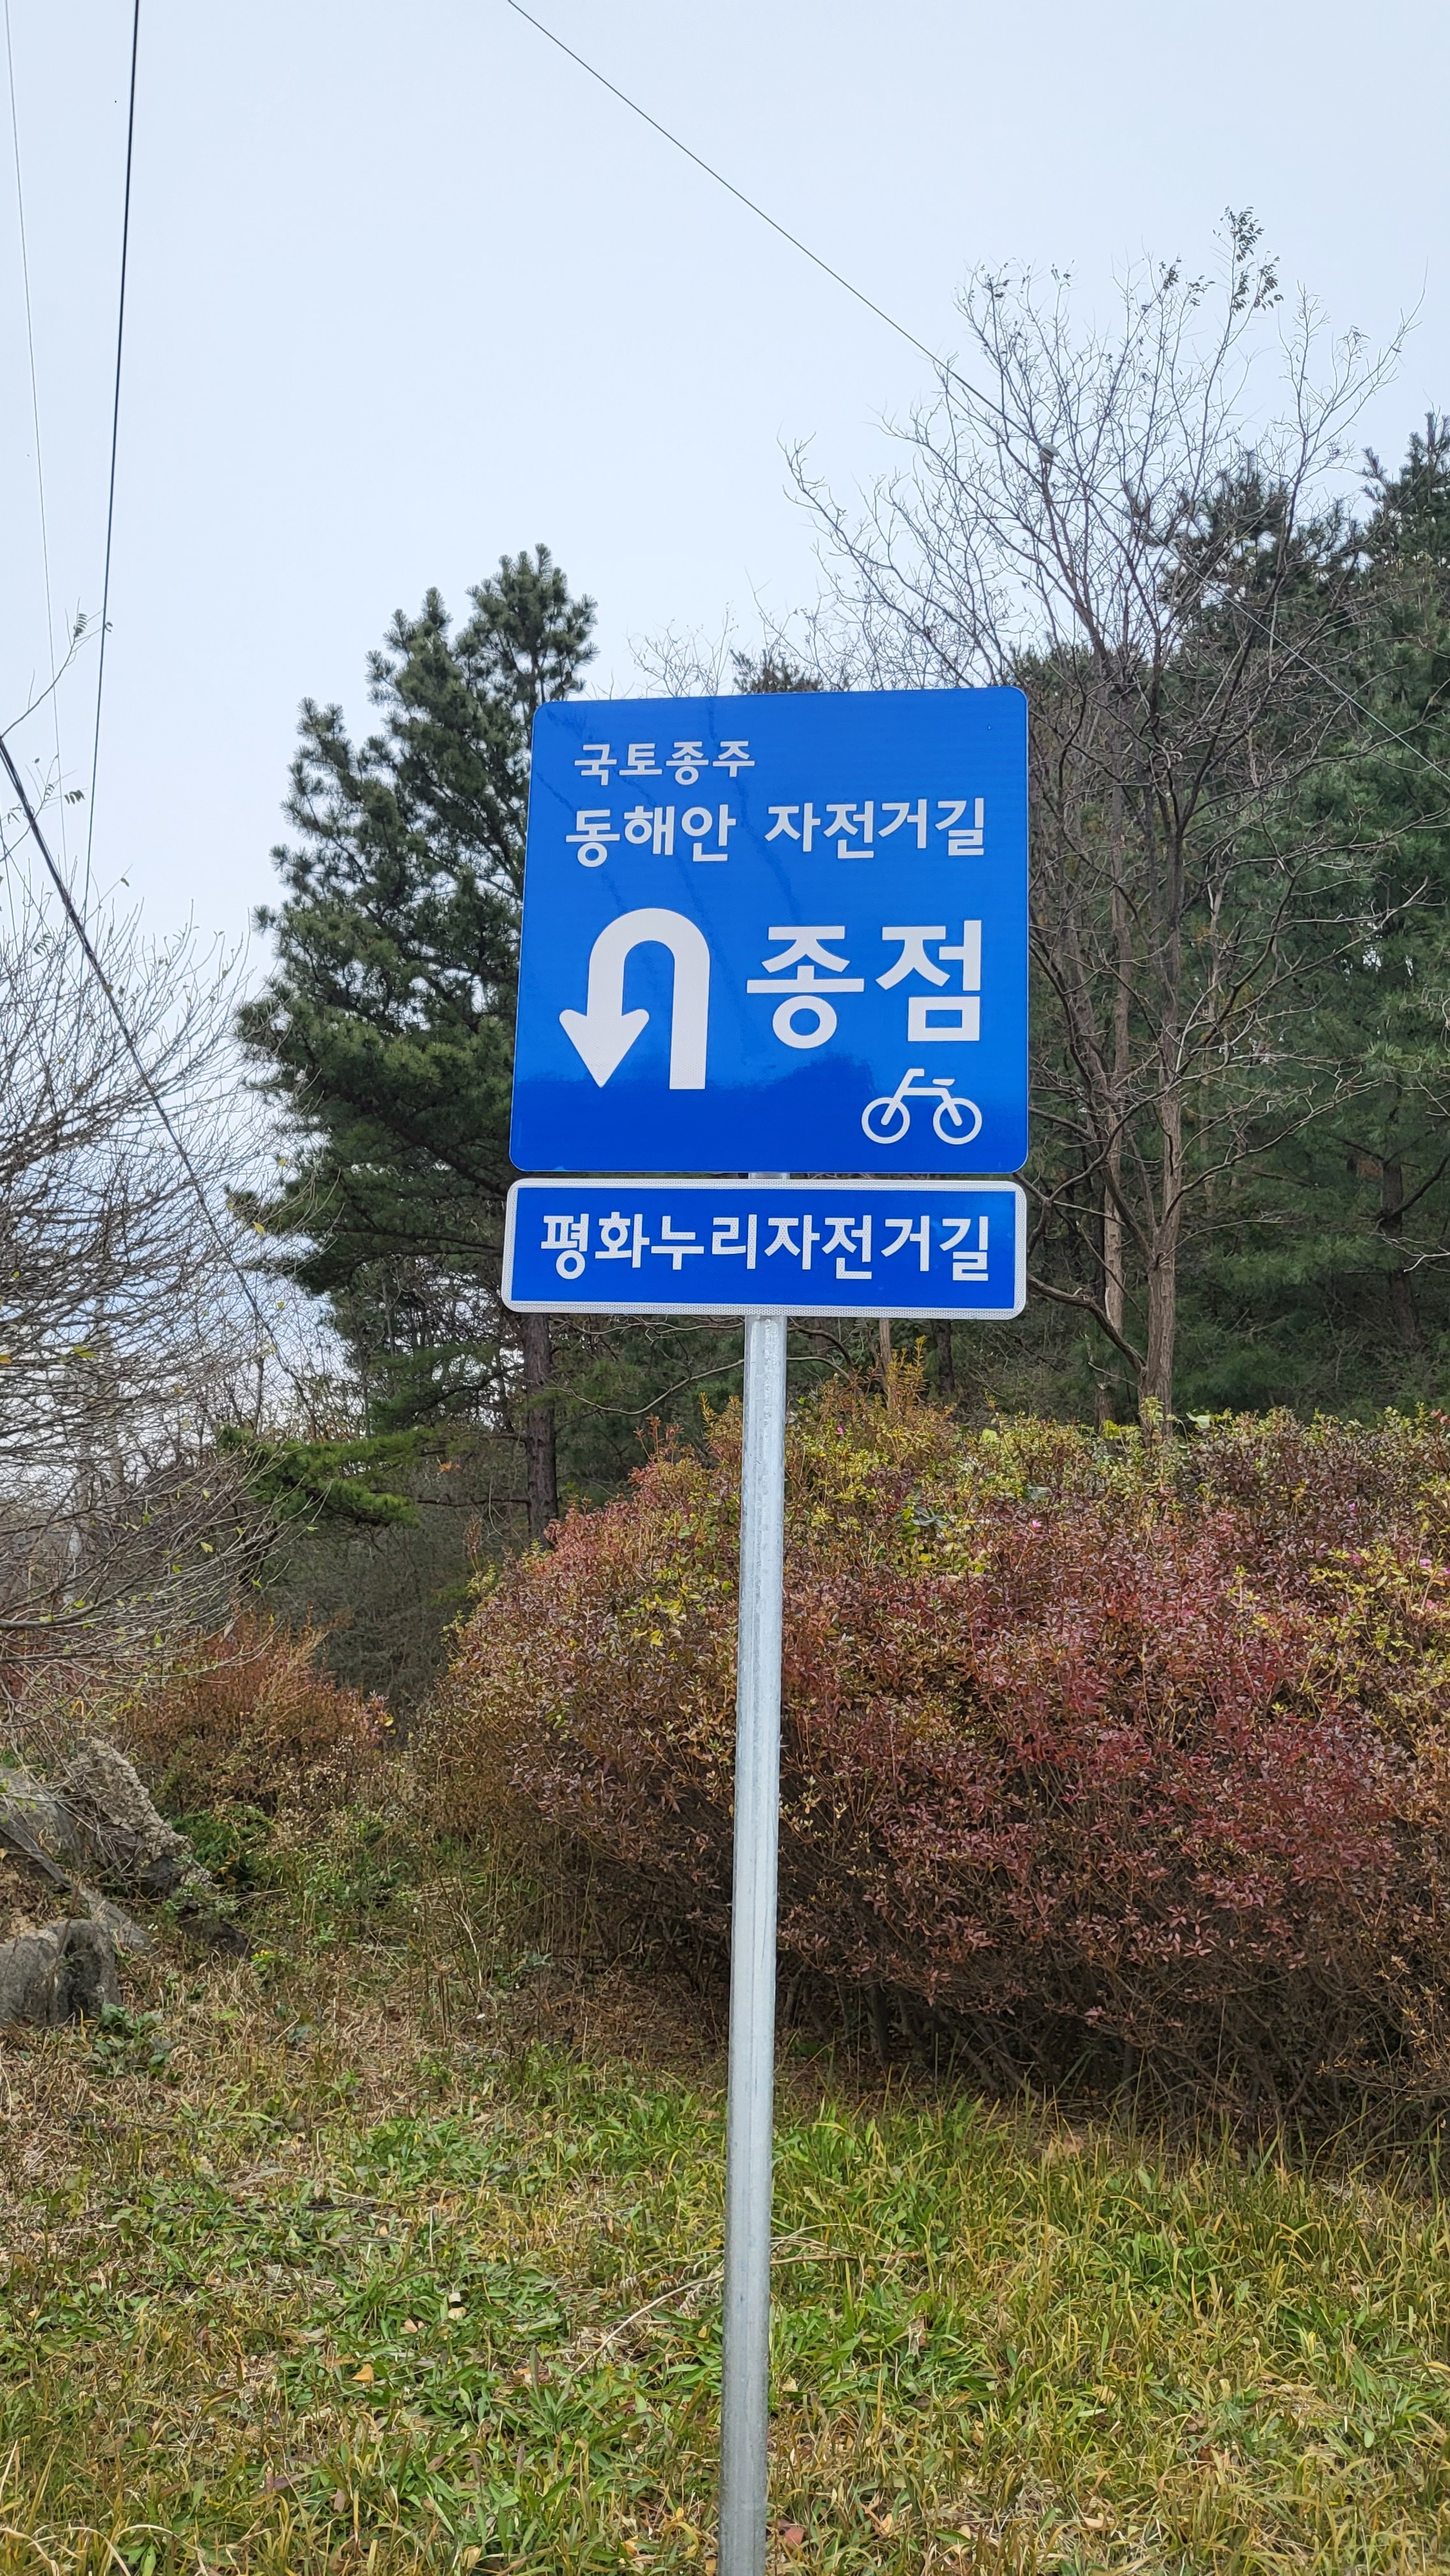 국토종주
동해안 자전거길
종점
평화누리자전거길